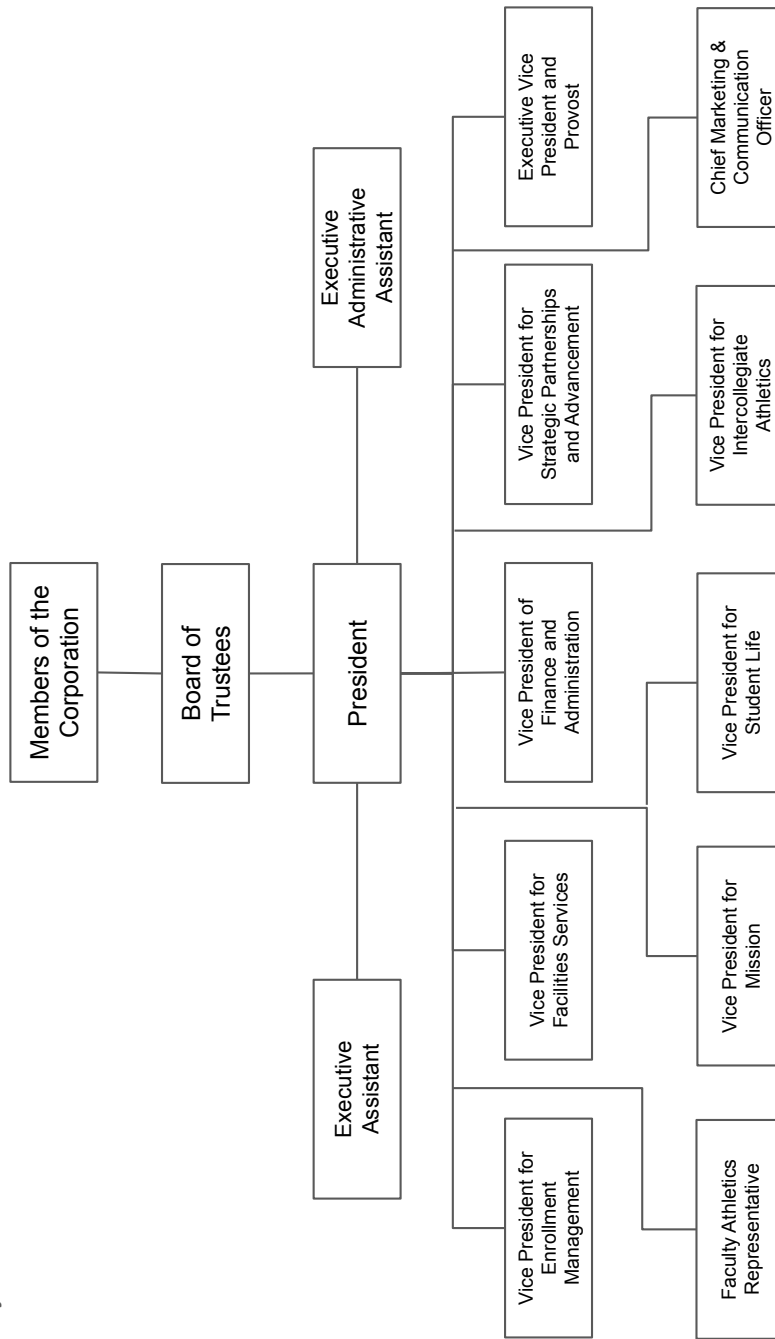 Members of the
Corporation
Board of
Trustees
Executive
Assistant
President
Executive
Administrative
Assistant
Vice President for
Enrollment
Management
Vice President for
Facilities Services
Vice President of
Finance and
Administration
Vice President for
Strategic Partnerships
and Advancement
Executive Vice
President and
Provost
Faculty Athletics
Representative
Vice President for
Mission
Vice President for
Student Life
Vice President for
Intercollegiate
Athletics
Chief Marketing &
Communication
Officer